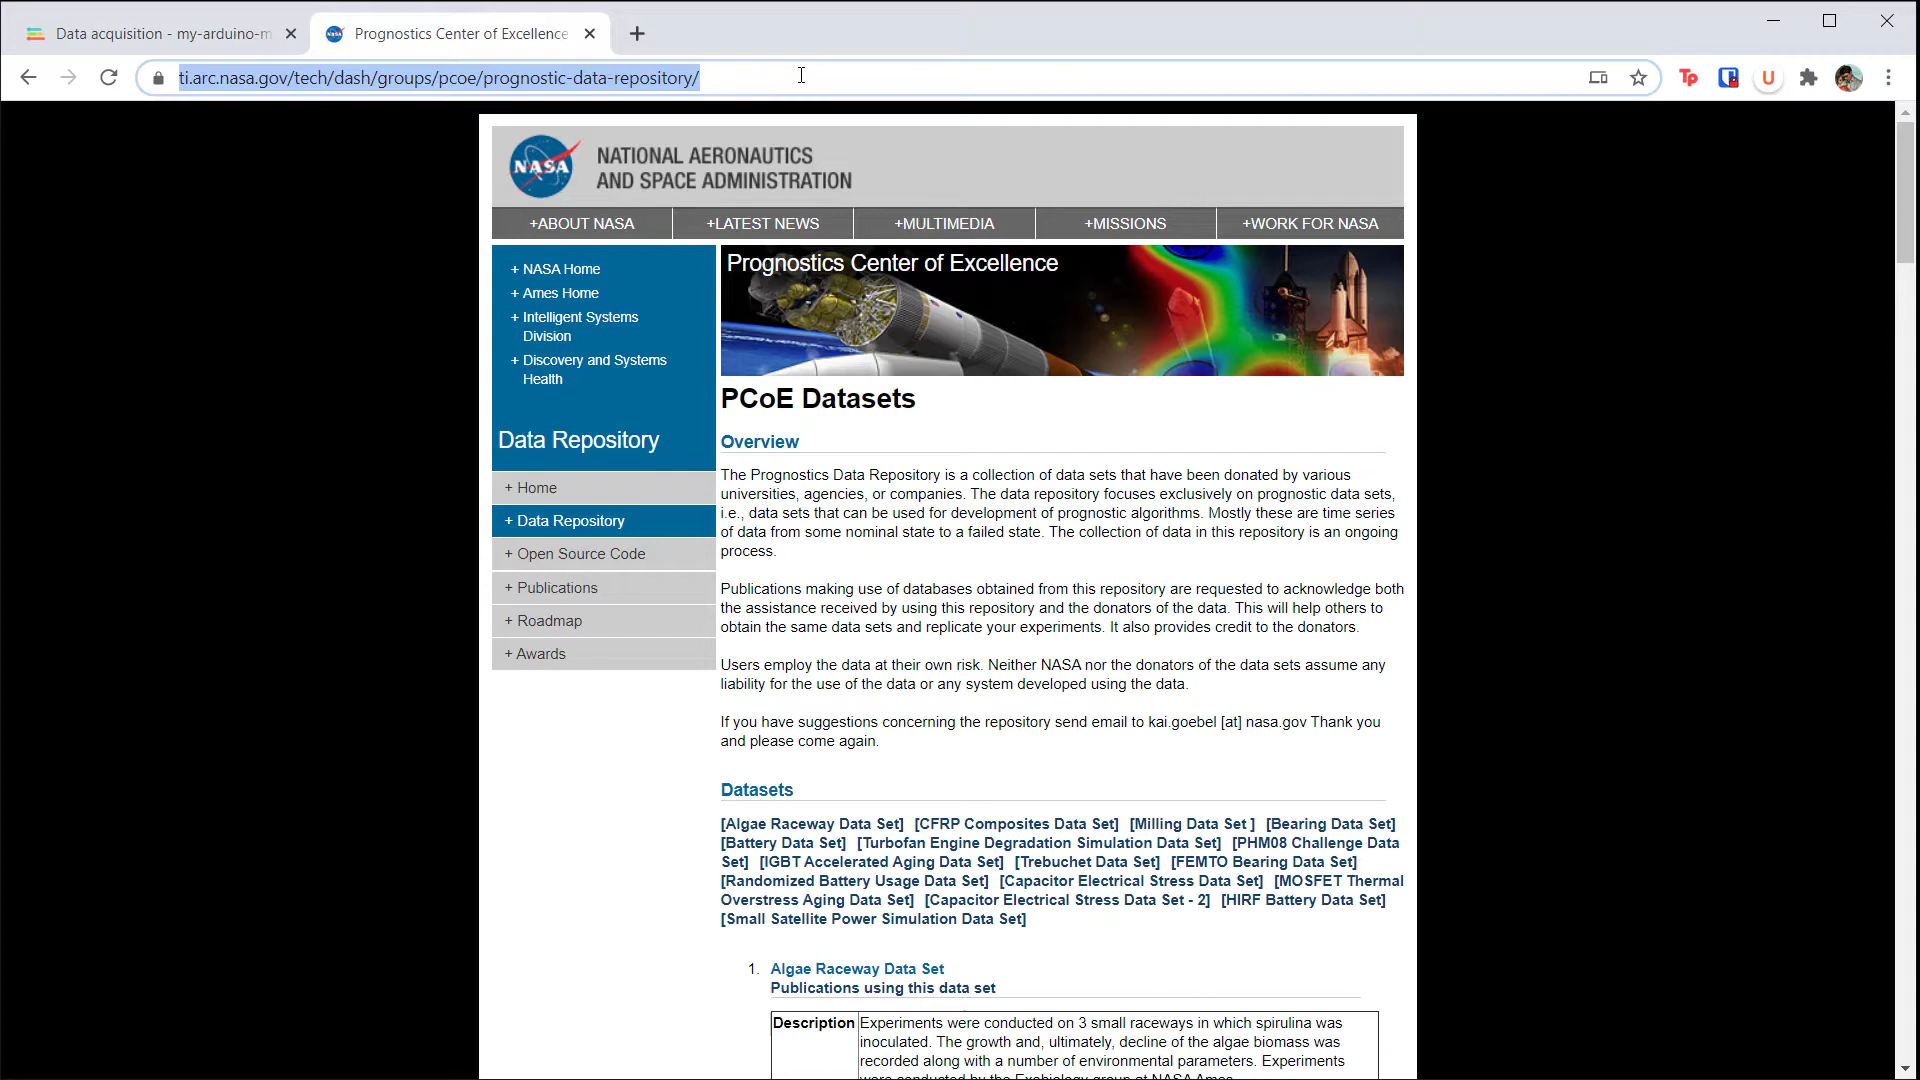 Data acquisition - my-arduino-m
Prognostics Center of Excellence
ti.arc.nasa.gov/tech/dash/groups/pcoe/prognostic-data-repository/
Tp
U
NASA
NATIONAL AERONAUTICS
AND SPACE ADMINISTRATION
+ABOUT NASA
+LATEST NEWS
+MULTIMEDIA
+MISSIONS
+WORK FOR NASA
+ NASA Home
+ Ames Home
+ Intelligent Systems
Division
+ Discovery and Systems
Health
Data Repository
+ Home
+ Data Repository
+ Open Source Code
+ Publications
+ Roadmap
+ Awards
Prognostics Center of Excellence
PCoE Datasets
Overview
The Prognostics Data Repository is a collection of data sets that have been donated by various
universities, agencies, or companies. The data repository focuses exclusively on prognostic data sets,
i.e., data sets that can be used for development of prognostic algorithms. Mostly these are time series
of data from some nominal state to a failed state. The collection of data in this repository is an ongoing
process.
Publications making use of databases obtained from this repository are requested to acknowledge both
the assistance received by using this repository and the donators of the data. This will help others to
obtain the same data sets and replicate your experiments. It also provides credit to the donators.
Users employ the data at their own risk. Neither NASA nor the donators of the data sets assume any
liability for the use of the data or any system developed using the data.
If you have suggestions concerning the repository send email to kai.goebel [at] nasa.gov Thank you
and please come again.
Datasets
[Algae Raceway Data Set] [CFRP Composites Data Set] [Milling Data Set ] [Bearing Data Set]
[Battery Data Set] [Turbofan Engine Degradation Simulation Data Set] [PHM08 Challenge Data
Set] [IGBT Accelerated Aging Data Set] [Trebuchet Data Set] [FEMTO Bearing Data Set]
[Randomized Battery Usage Data Set] [Capacitor Electrical Stress Data Set] [MOSFET Thermal
Overstress Aging Data Set] [Capacitor Electrical Stress Data Set - 2] [HIRF Battery Data Set]
[Small Satellite Power Simulation Data Set]
1. Algae Raceway Data Set
Publications using this data set
Description Experiments were conducted on 3 small raceways in which spirulina was
inoculated. The growth and, ultimately, decline of the algae biomass was
recorded along with a number of environmental parameters. Experiments
were conducted by the Exobiology group at NASA Ames.